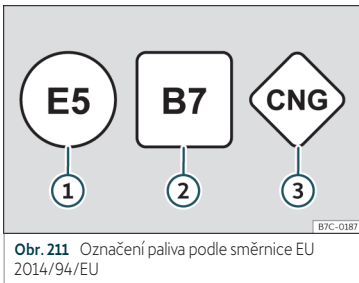 E5 B7 CNG
1 2 3
B7C-0187
Obr. 211 Označení paliva podle směrnice EU
2014/94/EU